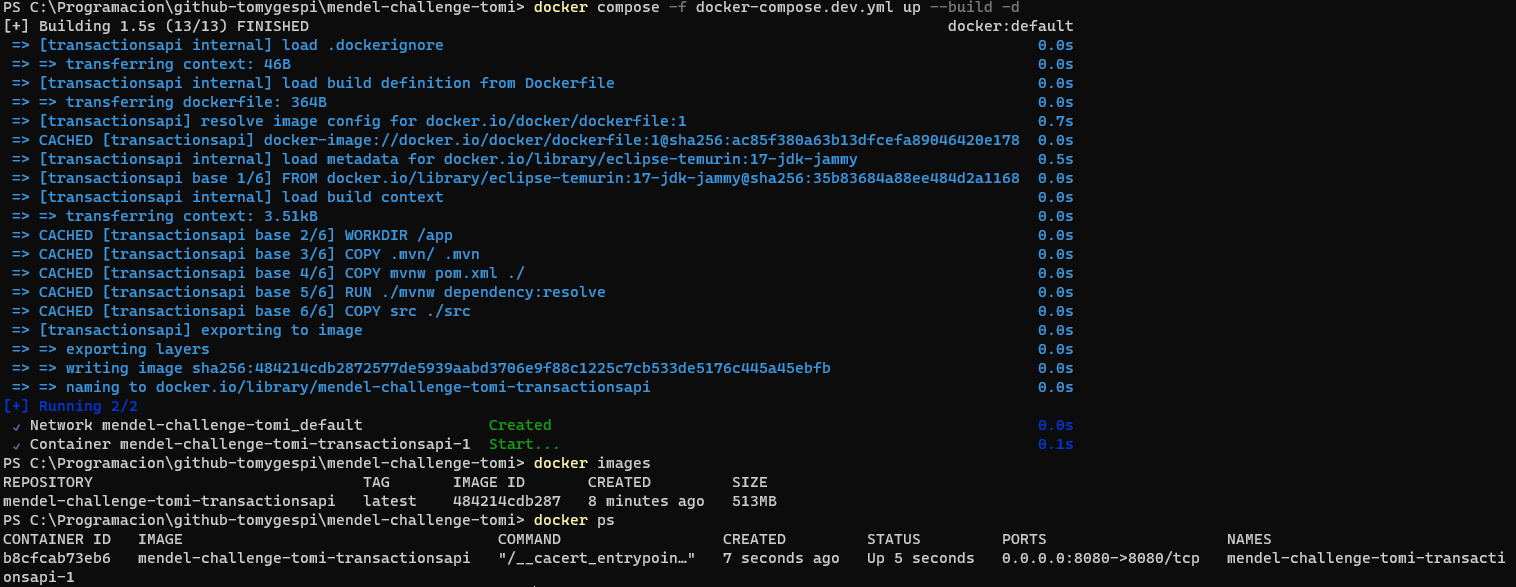 PS C:\Programacion\github-tomygespi\mendel-challenge-tomi> docker compose -f docker-compose.dev.yml up --build -d
[+] Building 1.5s (13/13) FINISHED docker:default
=> [transactionsapi internal] load .dockerignore 0.0s
=> => transferring context: 46B 0.0s
=> [transactionsapi internal] load build definition from Dockerfile 0.0s
=> => transferring dockerfile: 364B 0.0s
=> [transactionsapi] resolve image config for docker.io/docker/dockerfile:1 0.7s
=> CACHED [transactionsapi] docker-image://docker.io/docker/dockerfile:1@sha256:ac85f380a63b13dfcefa89046420e178 0.0s
=> [transactionsapi internal] load metadata for docker.io/library/eclipse-temurin:17-jdk-jammy 0.5s
=> [transactionsapi base 1/6] FROM docker.io/library/eclipse-temurin:17-jdk-jammy@sha256:35b83684a88ee484d2a1168 0.0s
=> [transactionsapi internal] load build context 0.0s
=> => transferring context: 3.51kB 0.0s
=> CACHED [transactionsapi base 2/6] WORKDIR /app 0.0s
=> CACHED [transactionsapi base 3/6] COPY .mvn/ .mvn 0.0s
=> CACHED [transactionsapi base 4/6] COPY mvnw pom.xml ./ 0.0s
=> CACHED [transactionsapi base 5/6] RUN ./mvnw dependency:resolve 0.0s
=> CACHED [transactionsapi base 6/6] COPY src ./src 0.0s
=> [transactionsapi] exporting to image 0.0s
=> => exporting layers 0.0s
=> => writing image sha256:484214cdb2872577de5939aabd3706e9f88c1225c7cb533de5176c445a45ebfb 0.0s
=> => naming to docker.io/library/mendel-challenge-tomi-transactionsapi 0.0s
[+] Running 2/2
✓ Network mendel-challenge-tomi_default Created 0.0s
✓ Container mendel-challenge-tomi-transactionsapi-1 Start... 0.1s
PS C:\Programacion\github-tomygespi\mendel-challenge-tomi> docker images
REPOSITORY TAG IMAGE ID CREATED SIZE
mendel-challenge-tomi-transactionsapi latest 484214cdb287 8 minutes ago 513MB
PS C:\Programacion\github-tomygespi\mendel-challenge-tomi> docker ps
CONTAINER ID IMAGE COMMAND CREATED STATUS PORTS NAMES
b8cfcab73eb6 mendel-challenge-tomi-transactionsapi "/__cacert_entrypoin…" 7 seconds ago Up 5 seconds 0.0.0.0:8080->8080/tcp mendel-challenge-tomi-transacti
onsapi-1